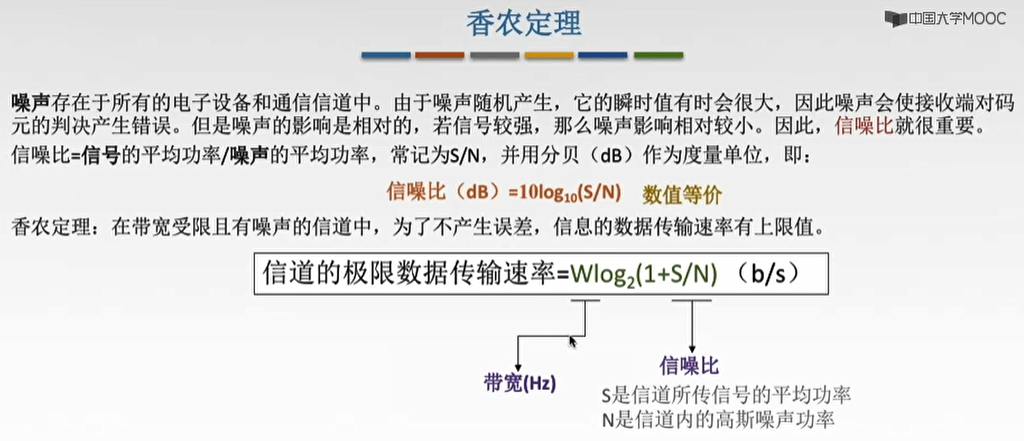 香农定理
中国大学MOOC
噪声存在于所有的电子设备和通信信道中。由于噪声随机产生，它的瞬时值有时会很大，因此噪声会使接收端对码
元的判决产生错误。但是噪声的影响是相对的，若信号较强，那么噪声影响相对较小。因此，信噪比就很重要。
信噪比=信号的平均功率/噪声的平均功率，常记为S/N，并用分贝（dB）作为度量单位，即：
信噪比（dB）=10log₁₀(S/N) 数值等价
香农定理：在带宽受限且有噪声的信道中，为了不产生误差，信息的数据传输速率有上限值。
信道的极限数据传输速率=Wlog₂(1+S/N)（b/s）
带宽(Hz)
信噪比
S是信道所传信号的平均功率
N是信道内的高斯噪声功率